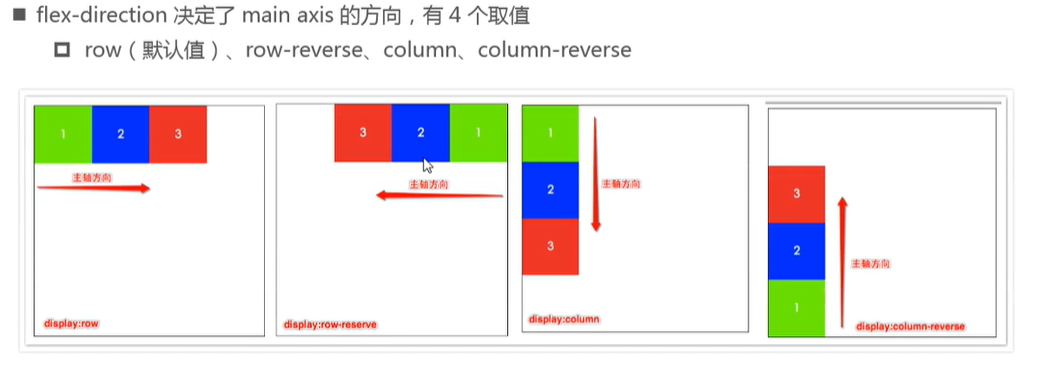 flex-direction 决定了 main axis 的方向，有 4 个取值
row（默认值）、row-reverse、column、column-reverse
1 2 3
主轴方向
display:row
3 2 1
主轴方向
display:row-reserve
1
2
3
主轴方向
display:column
3
2
1
主轴方向
display:column-reverse